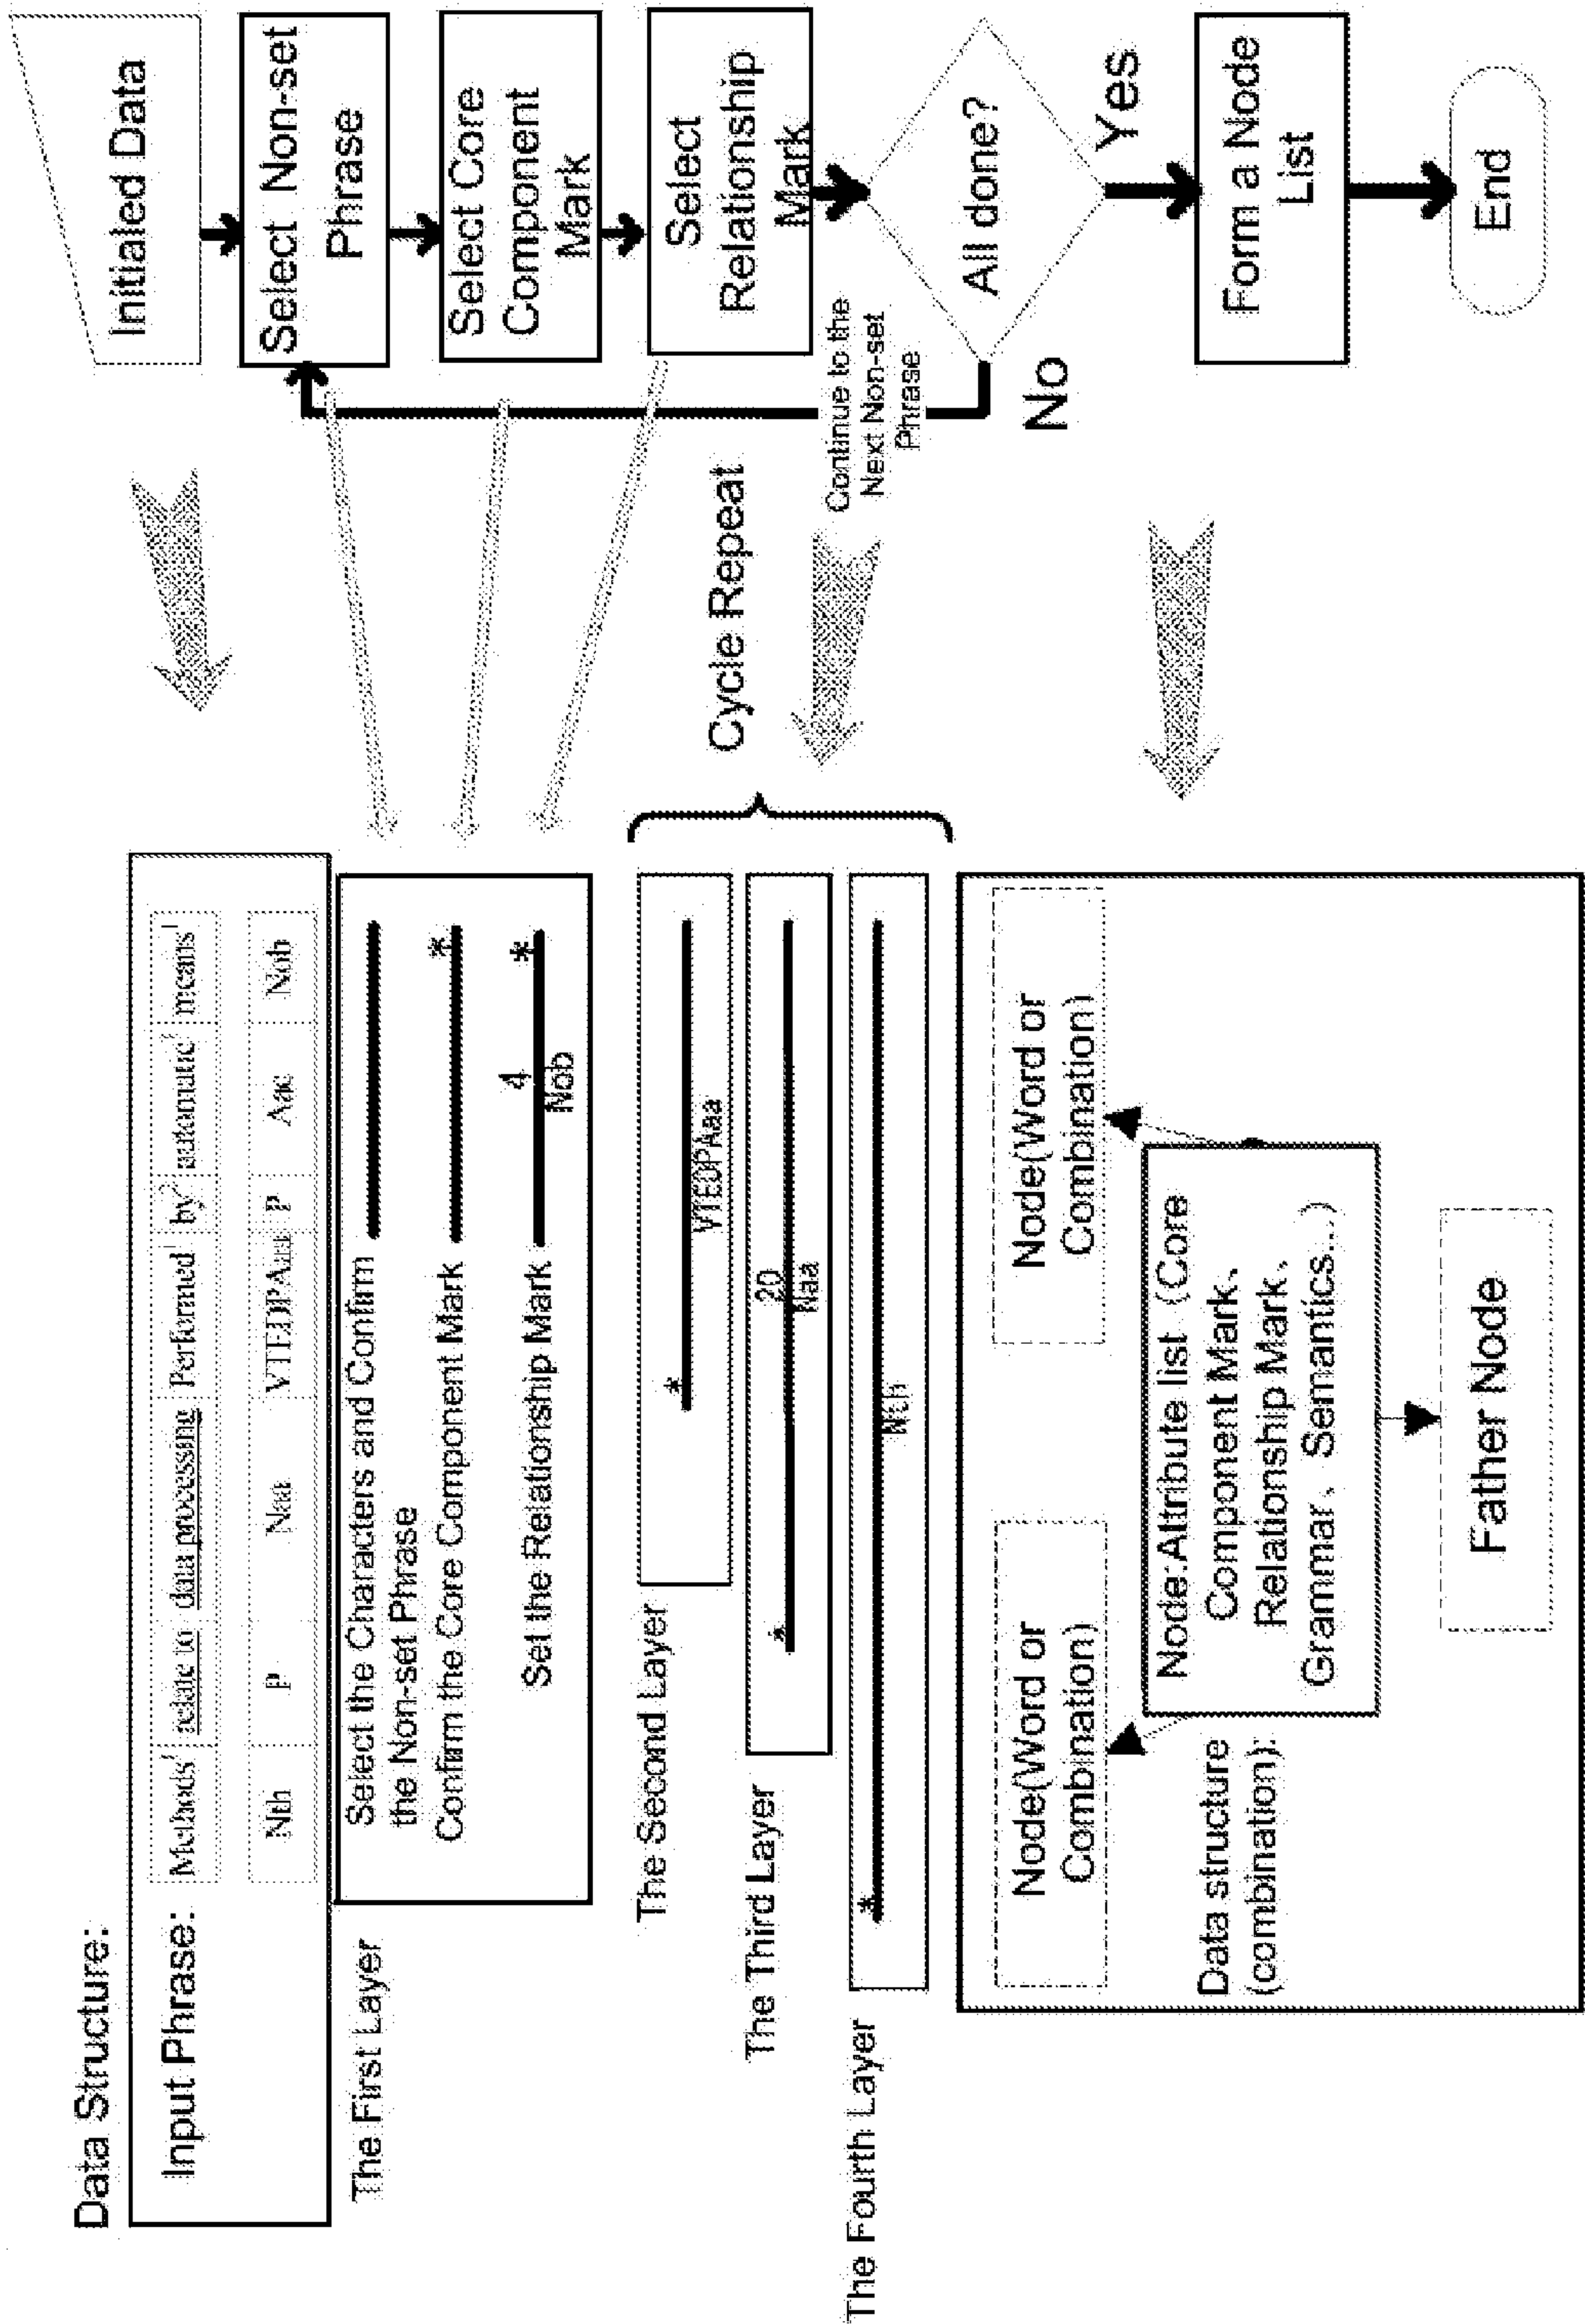 Data Structure:
Input Phrase:
Methods' relate to data processing Perfomed by automatic means
Nth P Naa VTEDPAaa P Aac Nob
The First Layer
Select the Characters and Confirm
the Non-set Phrase
Confirm the Core Component Mark
*
Set the Relationship Mark
4
*
Nob
The Second Layer
*
VTEDPAaa
The Third Layer
*
20
Naa
The Fourth Layer
*
Nth
Node(Word or
Combination)
Node(Word or
Combination)
Data structure
(combination):
Node:Attribute list (Core
Component Mark、
Relationship Mark、
Grammar、Semantics...)
Father Node
Cycle Repeat
Initialed Data
Select Non-set
Phrase
Select Core
Component
Mark
Select
Relationship
Mark
Continue to the
Next Non-set
Phrase
All done?
No
Yes
Form a Node
List
End